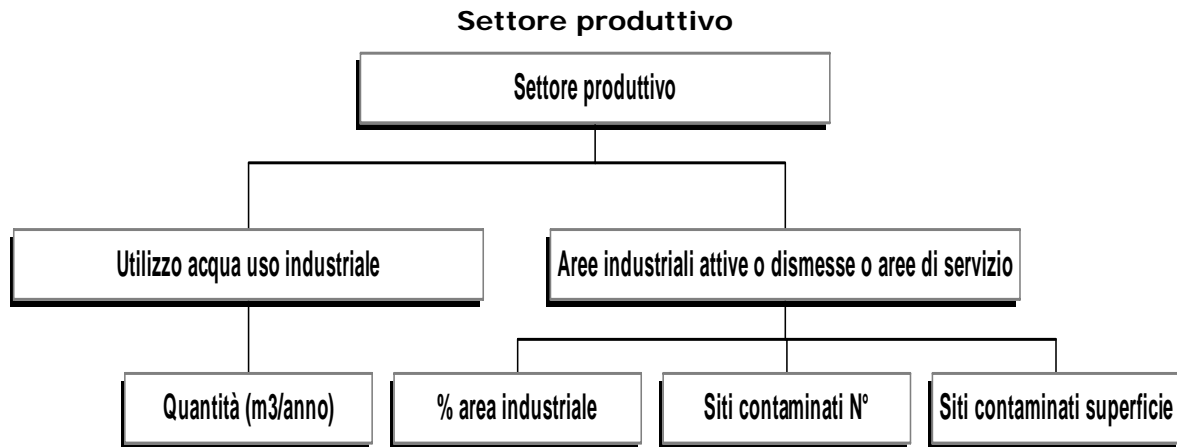 Settore produttivo
Settore produttivo
Utilizzo acqua uso industriale
Aree industriali attive o dismesse o aree di servizio
Quantità (m3/anno)
% area industriale
Siti contaminati N°
Siti contaminati superficie